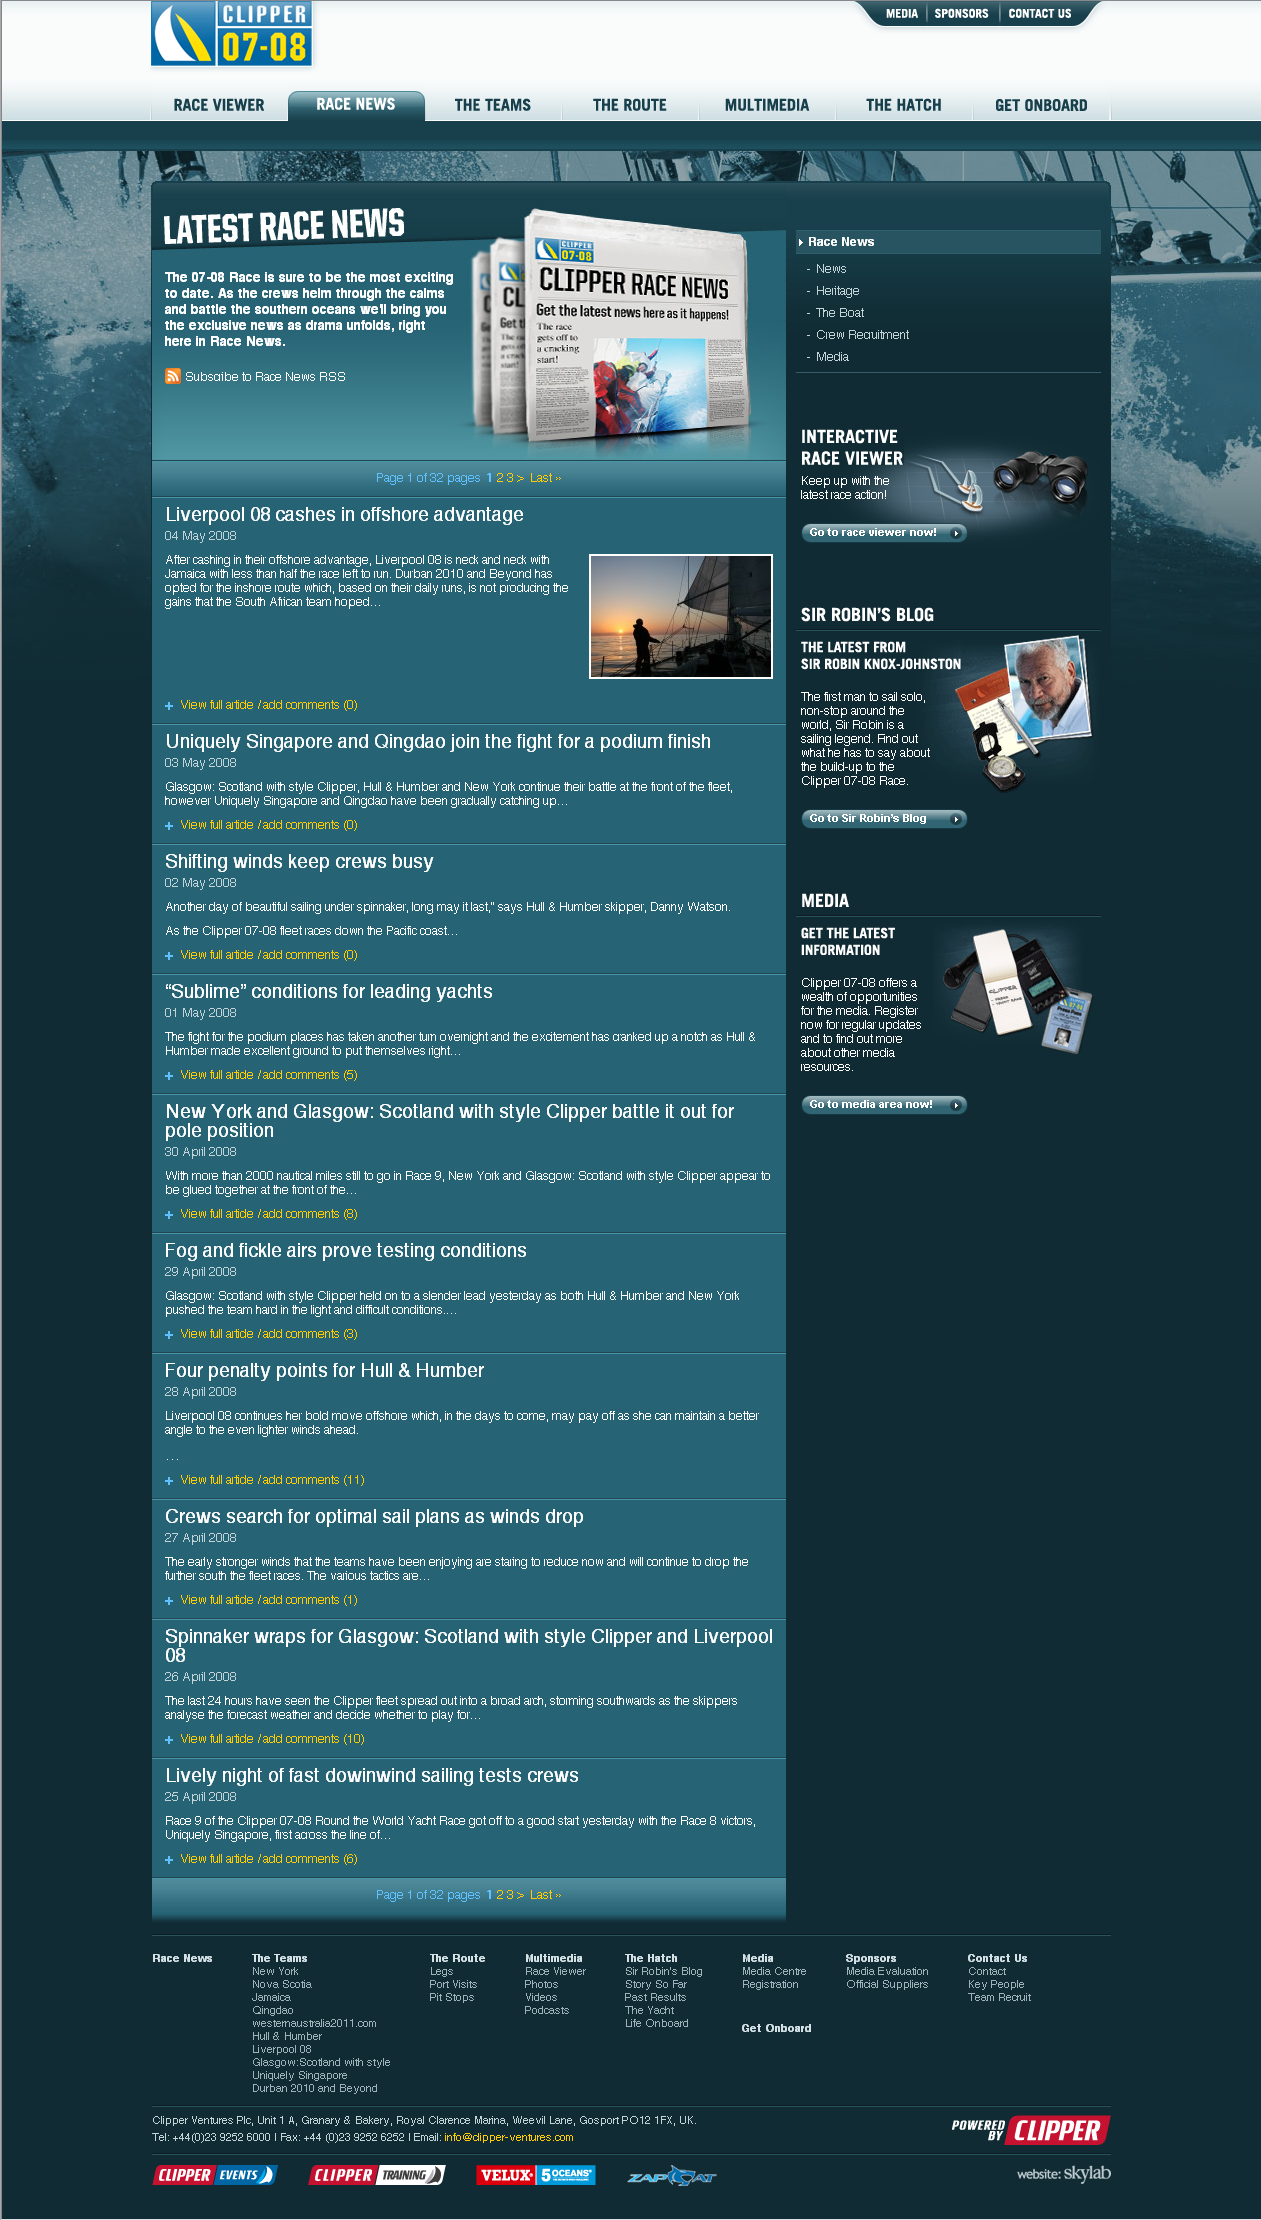 CLIPPER
07-08
MEDIA SPONSORS CONTACT US
RACE VIEWER RACE NEWS THE TEAMS THE ROUTE MULTIMEDIA THE HATCH GET ONBOARD
LATEST RACE NEWS
The 07-08 Race is sure to be the most exciting
to date. As the crews helm through the calms
and battle the southern oceans we'll bring you
the exclusive news as drama unfolds, right
here in Race News.
Subscribe to Race News RSS
CLIPPER
07-08
CLIPPER RACE NEWS
Get the latest news here as it happens!
The race
gets off to
a cracking
start!
Page 1 of 32 pages 1 2 3 > Last ››
Liverpool 08 cashes in offshore advantage
04 May 2008
After cashing in their offshore advantage, Liverpool 08 is neck and neck with
Jamaica with less than half the race left to run. Durban 2010 and Beyond has
opted for the inshore route which, based on their daily runs, is not producing the
gains that the South African team hoped…
View full article / add comments (0)
Uniquely Singapore and Qingdao join the fight for a podium finish
03 May 2008
Glasgow: Scotland with style Clipper, Hull & Humber and New York continue their battle at the front of the fleet,
however Uniquely Singapore and Qingdao have been gradually catching up…
View full article / add comments (0)
Shifting winds keep crews busy
02 May 2008
Another day of beautiful sailing under spinnaker, long may it last,” says Hull & Humber skipper, Danny Watson.
As the Clipper 07-08 fleet races down the Pacific coast…
View full article / add comments (0)
“Sublime” conditions for leading yachts
01 May 2008
The fight for the podium places has taken another turn overnight and the excitement has cranked up a notch as Hull &
Humber made excellent ground to put themselves right…
View full article / add comments (5)
New York and Glasgow: Scotland with style Clipper battle it out for
pole position
30 April 2008
With more than 2000 nautical miles still to go in Race 9, New York and Glasgow: Scotland with style Clipper appear to
be glued together at the front of the…
View full article / add comments (8)
Fog and fickle airs prove testing conditions
29 April 2008
Glasgow: Scotland with style Clipper held on to a slender lead yesterday as both Hull & Humber and New York
pushed the team hard in the light and difficult conditions.…
View full article / add comments (3)
Four penalty points for Hull & Humber
28 April 2008
Liverpool 08 continues her bold move offshore which, in the days to come, may pay off as she can maintain a better
angle to the even lighter winds ahead.
…
View full article / add comments (11)
Crews search for optimal sail plans as winds drop
27 April 2008
The early stronger winds that the teams have been enjoying are staring to reduce now and will continue to drop the
further south the fleet races. The various tactics are…
View full article / add comments (1)
Spinnaker wraps for Glasgow: Scotland with style Clipper and Liverpool
08
26 April 2008
The last 24 hours have seen the Clipper fleet spread out into a broad arch, storming southwards as the skippers
analyse the forecast weather and decide whether to play for…
View full article / add comments (10)
Lively night of fast dowinwind sailing tests crews
25 April 2008
Race 9 of the Clipper 07-08 Round the World Yacht Race got off to a good start yesterday with the Race 8 victors,
Uniquely Singapore, first across the line of…
View full article / add comments (6)
Page 1 of 32 pages 1 2 3 > Last ››
Race News
- News
- Heritage
- The Boat
- Crew Recruitment
- Media
INTERACTIVE
RACE VIEWER
Keep up with the
latest race action!
Go to race viewer now!
SIR ROBIN'S BLOG
THE LATEST FROM
SIR ROBIN KNOX-JOHNSTON
The first man to sail solo,
non-stop around the
world, Sir Robin is a
sailing legend. Find out
what he has to say about
the build-up to the
Clipper 07-08 Race.
Go to Sir Robin's Blog
MEDIA
GET THE LATEST
INFORMATION
Clipper 07-08 offers a
wealth of opportunities
for the media. Register
now for regular updates
and to find out more
about other media
resources.
CLIPPER
Go to media area now!
Race News
The Teams
New York
Nova Scotia
Jamaica
Qingdao
westernaustralia2011.com
Hull & Humber
Liverpool 08
Glasgow:Scotland with style
Uniquely Singapore
Durban 2010 and Beyond
The Route
Legs
Port Visits
Pit Stops
Multimedia
Race Viewer
Photos
Videos
Podcasts
The Hatch
Sir Robin's Blog
Story So Far
Past Results
The Yacht
Life Onboard
Media
Media Centre
Registration
Get Onboard
Sponsors
Media Evaluation
Official Suppliers
Contact Us
Contact
Key People
Team Recruit
Clipper Ventures Plc, Unit 1 A, Granary & Bakery, Royal Clarence Marina, Weevil Lane, Gosport PO12 1FX, UK.
Tel: +44(0)23 9252 6000 | Fax: +44 (0)23 9252 6252 | Email: info@clipper-ventures.com
POWERED BY CLIPPER
CLIPPER EVENTS CLIPPER TRAINING VELUX 5 OCEANS ZAPCAT
website: skylab